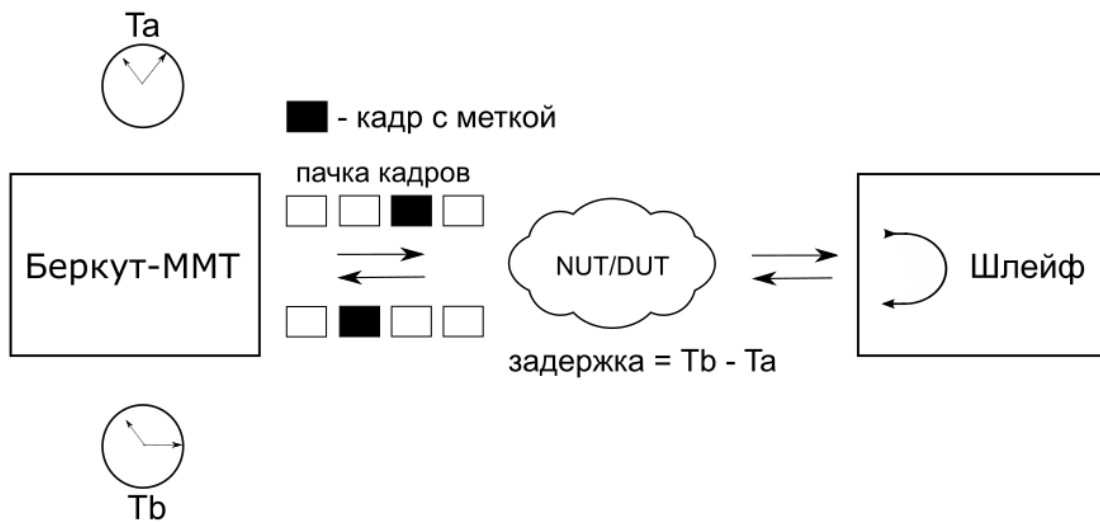 Ta
- кадр с меткой
пачка кадров
Беркут-ММТ
NUT/DUT
Шлейф
задержка = Tb - Ta
Tb